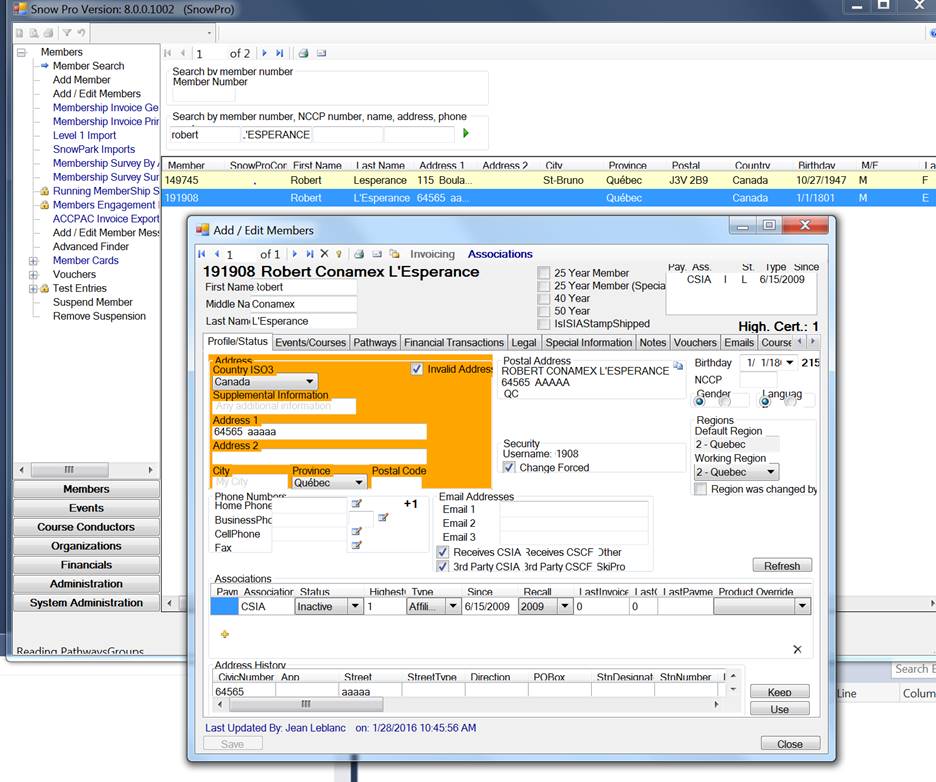 Snow Pro Version: 8.0.0.1002 (SnowPro)
1 of 2
Members
Member Search
Add Member
Add / Edit Members
Membership Invoice Ge
Membership Invoice Prin
Level 1 Import
SnowPark Imports
Membership Survey By A
Membership Survey Sum
Running MemberShip S
Members Engagement
ACCPAC Invoice Export
Add / Edit Member Mess
Advanced Finder
Member Cards
Vouchers
Test Entries
Suspend Member
Remove Suspension
Members
Events
Course Conductors
Organizations
Financials
Administration
System Administration
Reading PathwaysGroups
Search by member number
Member Number
Search by member number, NCCP number, name, address, phone
robert .'ESPERANCE
Member SnowProCor First Name Last Name Address 1 Address 2 City Province Postal Country Birthday M/F La
149745 Robert Lesperance 115 Boula... St-Bruno Québec J3V 2B9 Canada 10/27/1947 M F
191908 Robert L'Esperance 64565 aa... Québec Canada 1/1/1801 M E
Add / Edit Members
1 of 1 Invoicing Associations
191908 Robert Conamex L'Esperance
First Name Robert
Middle Na Conamex
Last Name L'Esperance
25 Year Member
25 Year Member (Specia
40 Year
50 Year
IsISIAStampShipped
Pay. Ass. St. Type Since
CSIA I L 6/15/2009
High. Cert.: 1
Profile/Status Events/Courses Pathways Financial Transactions Legal Special Information Notes Vouchers Emails Course
Address
Country ISO3
Invalid Address
Canada
Supplemental Information
Any additional information
Address 1
64565 aaaaa
Address 2
City Province Postal Code
My City Québec
Postal Address
ROBERT CONAMEX L'ESPERANCE
64565 AAAAA
QC
Security
Username: 1908
Change Forced
Birthday 1/ 1/18 215
NCCP
Gender Languag
Regions
Default Region
2 - Quebec
Working Region
2 - Quebec
Region was changed by
Phone Numbers
Home Phone +1
BusinessPho
CellPhone
Fax
Email Addresses
Email 1
Email 2
Email 3
Receives CSIA Receives CSCF Other
3rd Party CSIA 3rd Party CSCF SkiPro
Refresh
Associations
Paym Association Status Highest Type Since Recall LastInvoice LastC LastPayme Product Override
CSIA Inactive 1 Affili... 6/15/2009 2009 0 0
Address History
CivicNumber App Street StreetType Direction POBox StnDesignat StnNumber
64565 aaaaa
Keep
Use
Last Updated By: Jean Leblanc on: 1/28/2016 10:45:56 AM
Save Close
Search E
Line Colum